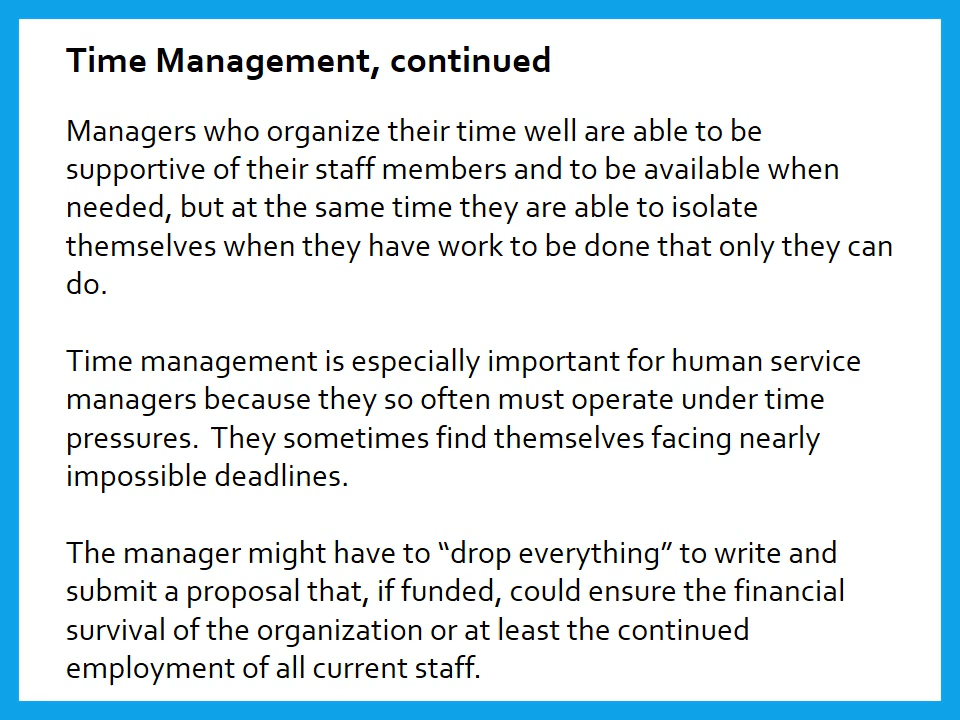 Time Management, continued
Managers who organize their time well are able to be
supportive of their staff members and to be available when
needed, but at the same time they are able to isolate
themselves when they have work to be done that only they can
do.
Time management is especially important for human service
managers because they so often must operate under time
pressures.  They sometimes find themselves facing nearly
impossible deadlines.
The manager might have to “drop everything” to write and
submit a proposal that, if funded, could ensure the financial
survival of the organization or at least the continued
employment of all current staff.